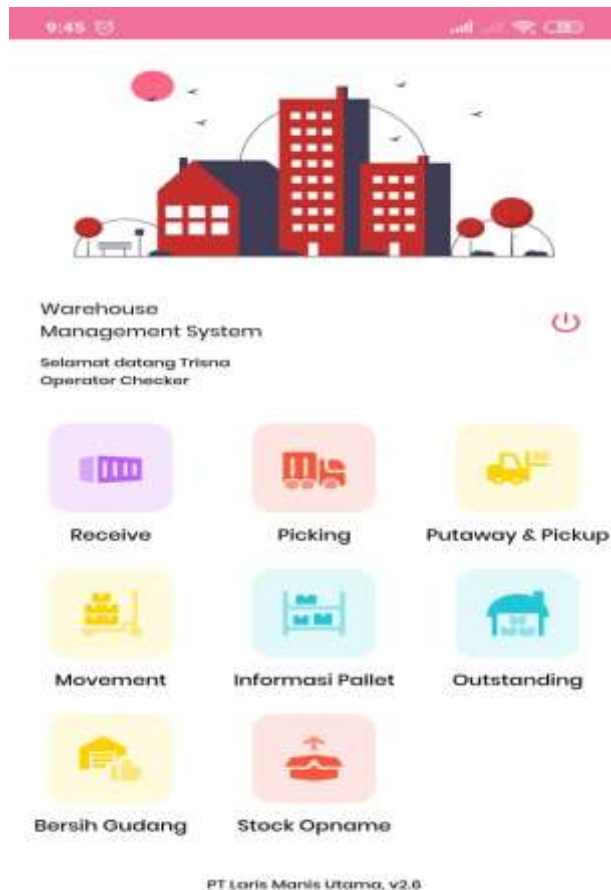 9:45
Warehouse
Management System
Selamat datang Trisna
Operator Checker
Receive
Picking
Putaway & Pickup
Movement
Informasi Pallet
Outstanding
Bersih Gudang
Stock Opname
PT Laris Manis Utama, v2.6